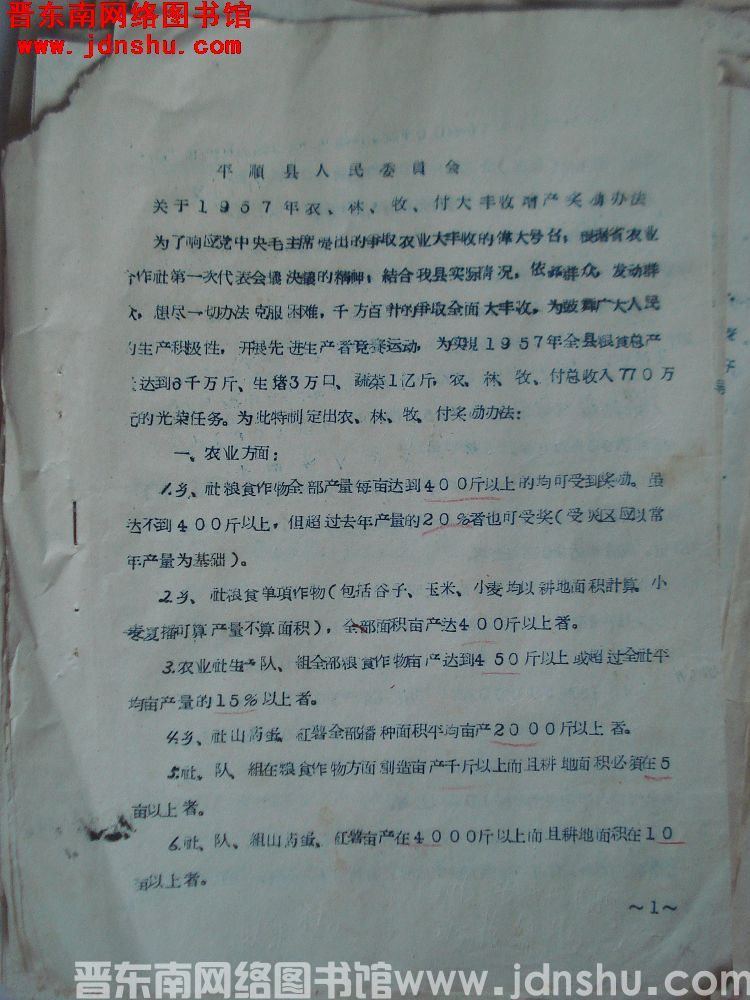 晋东南网络图书馆
www.jdnshu.com
平顺县人民委員会
关于1957年农、林、牧、付大丰收增产奖励办法
为了响应党中央毛主席提出的争取农业大丰收的偉大号召，根据省农业
合作社第一次代表会議决議的精神，結合我县实际情况，依靠群众，发动群
众，想尽一切办法克服困难，千方百計的争取全面大丰收，为鼓舞广大人民
的生产积极性，开展先进生产者竞赛运动，为实現1957年全县粮食总产
达到6千万斤、生猪3万口、蔬菜1亿斤，农、林、牧、付总收入770万
元的光荣任务。为此特制定出农、林、牧、付奖励办法：
一、农业方面：
1.乡、社粮食作物全部产量每亩达到400斤以上的均可受到奖励。虽
达不到400斤以上，但超过去年产量的20%者也可受奖（受災区应以常
年产量为基础）。
2.乡、社粮食单項作物（包括谷子、玉米、小麦均以耕地面积計算。小
麦夏播可算产量不算面积），全部面积亩产达400斤以上者。
3.农业社生产队、組全部粮食作物亩产达到450斤以上或超过全社平
均亩产量的15%以上者。
4.乡、社山药蛋、紅薯全部播种面积平均亩产2000斤以上者。
5.社、队、組在粮食作物方面創造亩产千斤以上而且耕地面积必須在5
亩以上者。
6.社、队、組山药蛋、紅薯亩产在4000斤以上而且耕地面积在10
亩以上者。
～1～
晋东南网络图书馆www.jdnshu.com